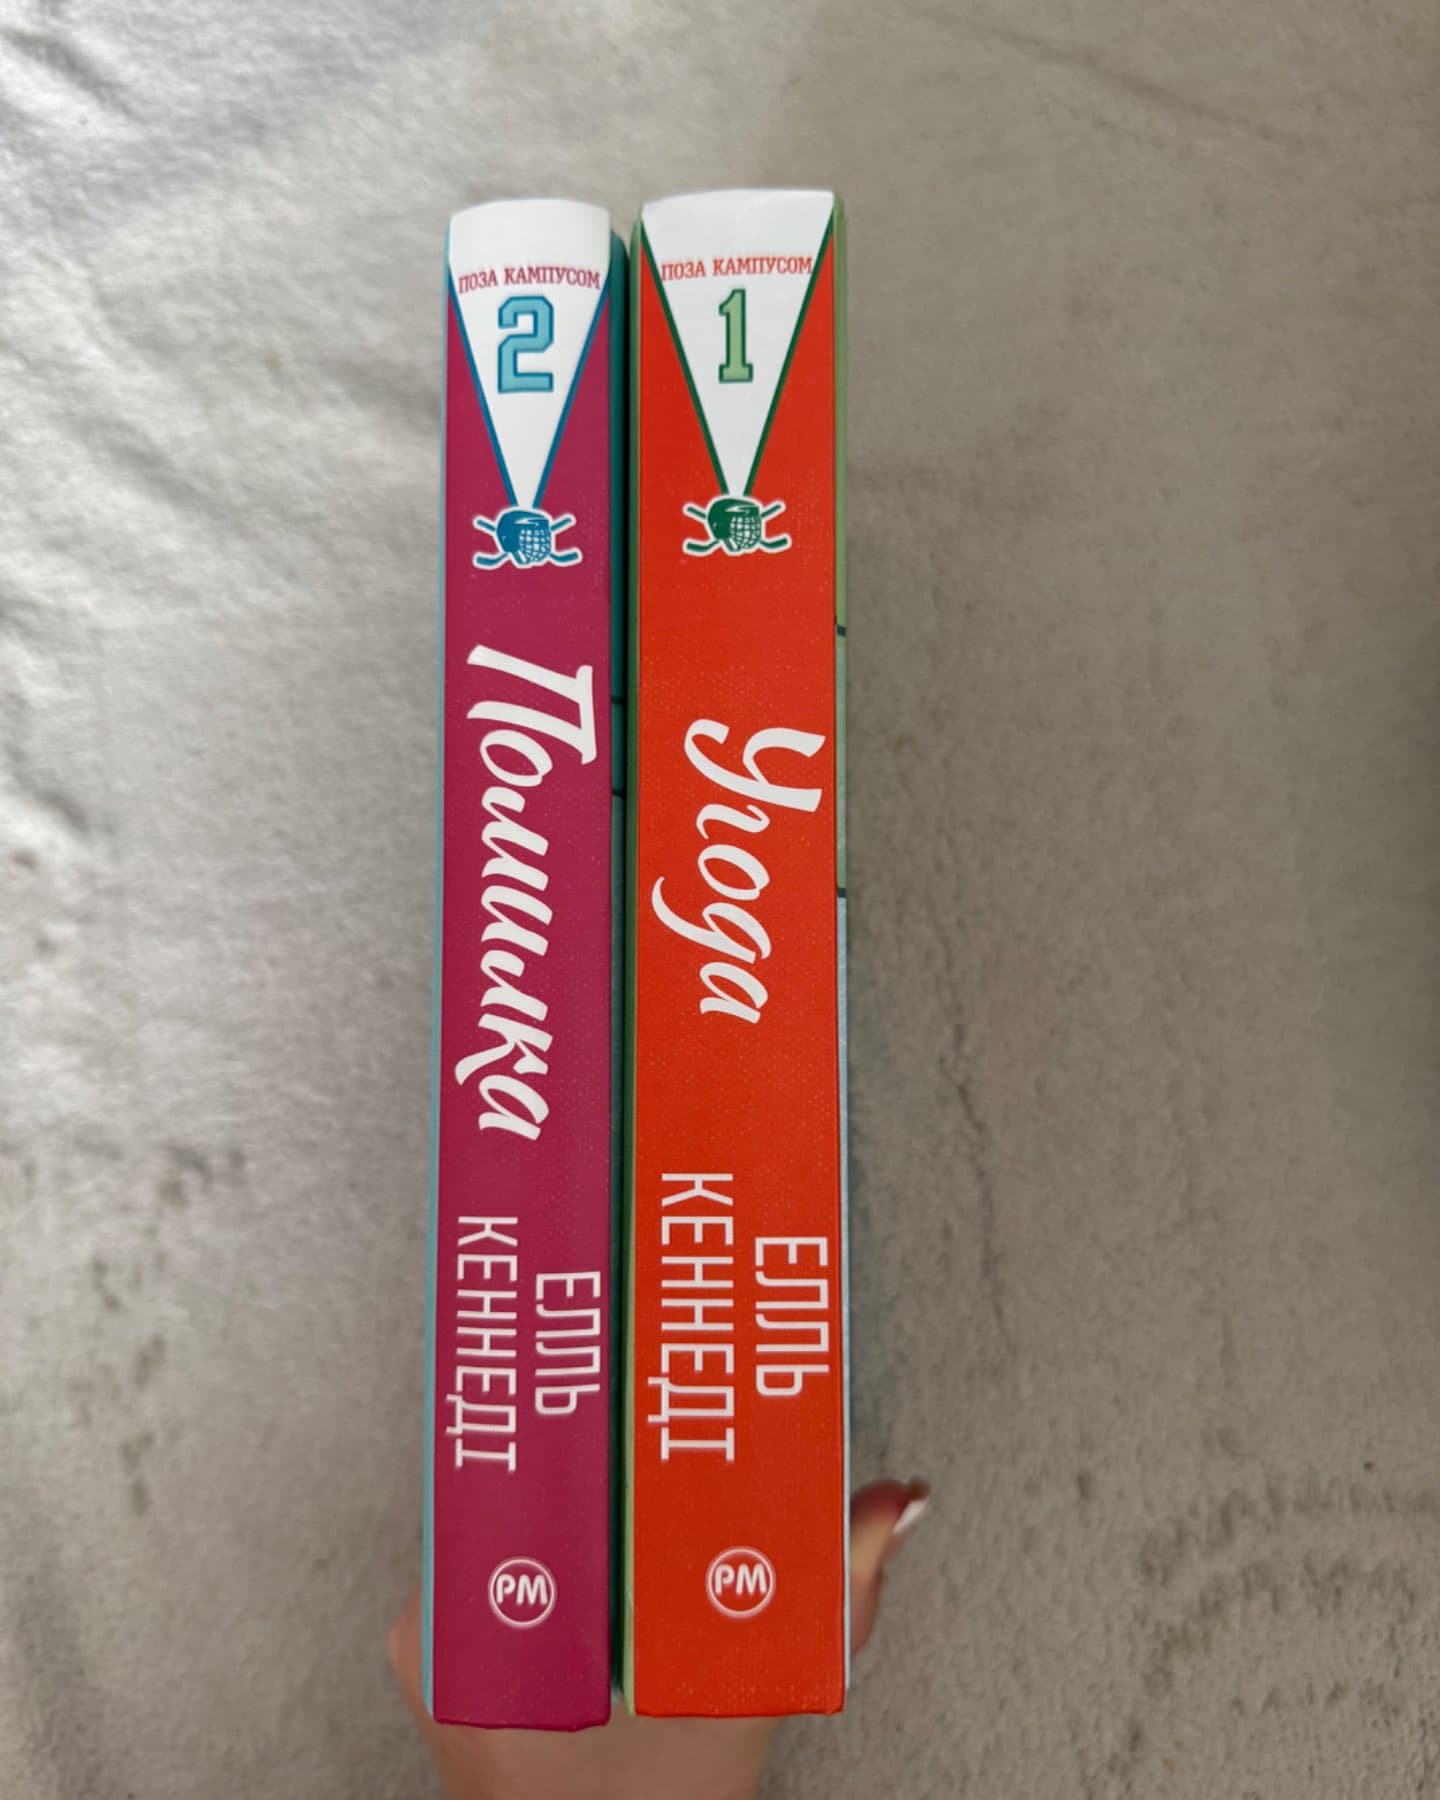 ПОЗА КАМПУСОМ
2
Помилка
ЕЛЛЬ
КЕННЕДІ
РМ
ПОЗА КАМПУСОМ
1
Угода
ЕЛЛЬ
КЕННЕДІ
РМ